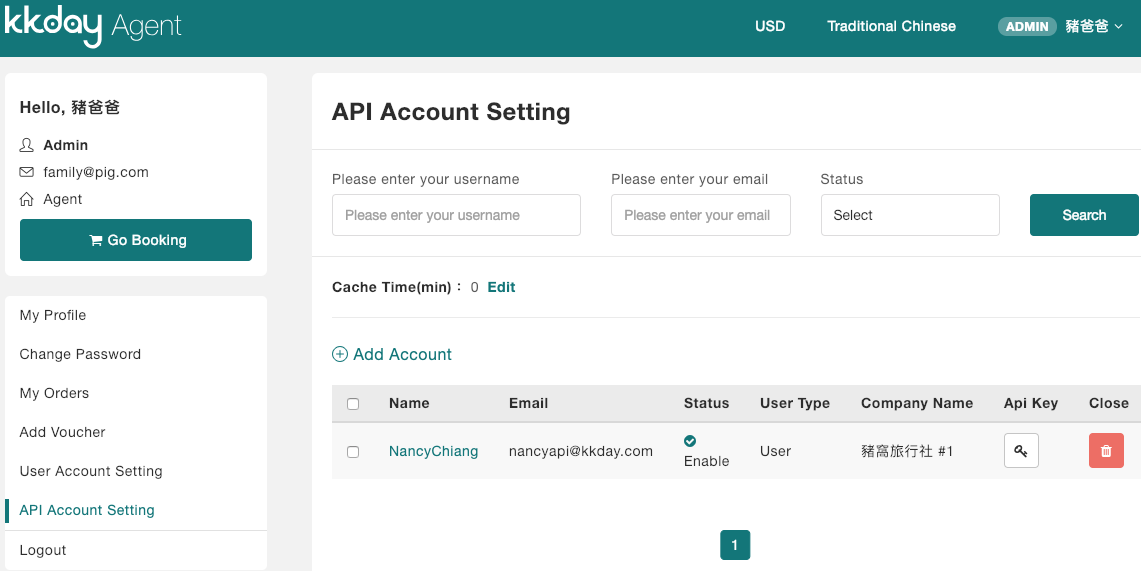 kkday Agent
USD Traditional Chinese ADMIN 豬爸爸
Hello, 豬爸爸
Admin
family@pig.com
Agent
Go Booking
My Profile
Change Password
My Orders
Add Voucher
User Account Setting
API Account Setting
Logout
API Account Setting
Please enter your username Please enter your email Status
Please enter your username Please enter your email Select Search
Cache Time(min)： 0 Edit
Add Account
Name Email Status User Type Company Name Api Key Close
NancyChiang nancyapi@kkday.com Enable User 豬窩旅行社 #1
1